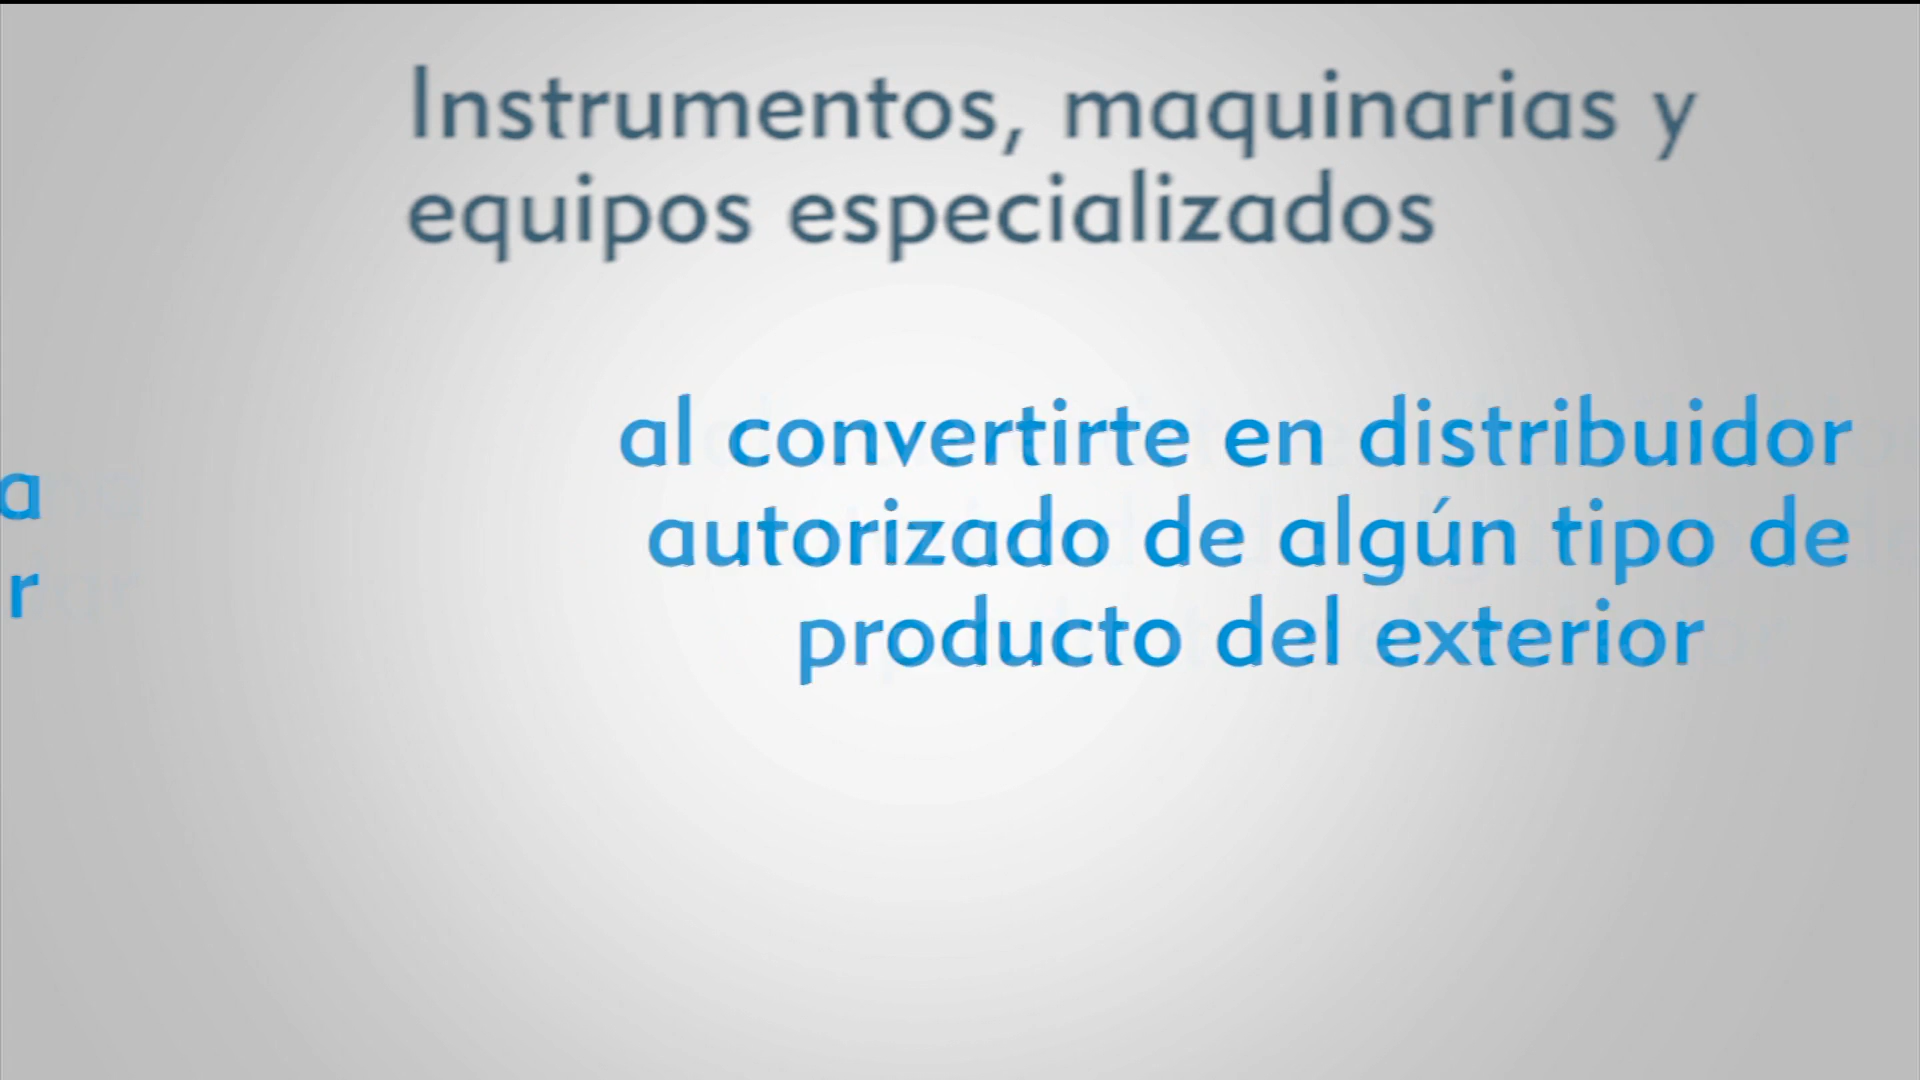 Instrumentos, maquinarias y
equipos especializados
al convertirte en distribuidor
autorizado de algún tipo de
producto del exterior
a
r